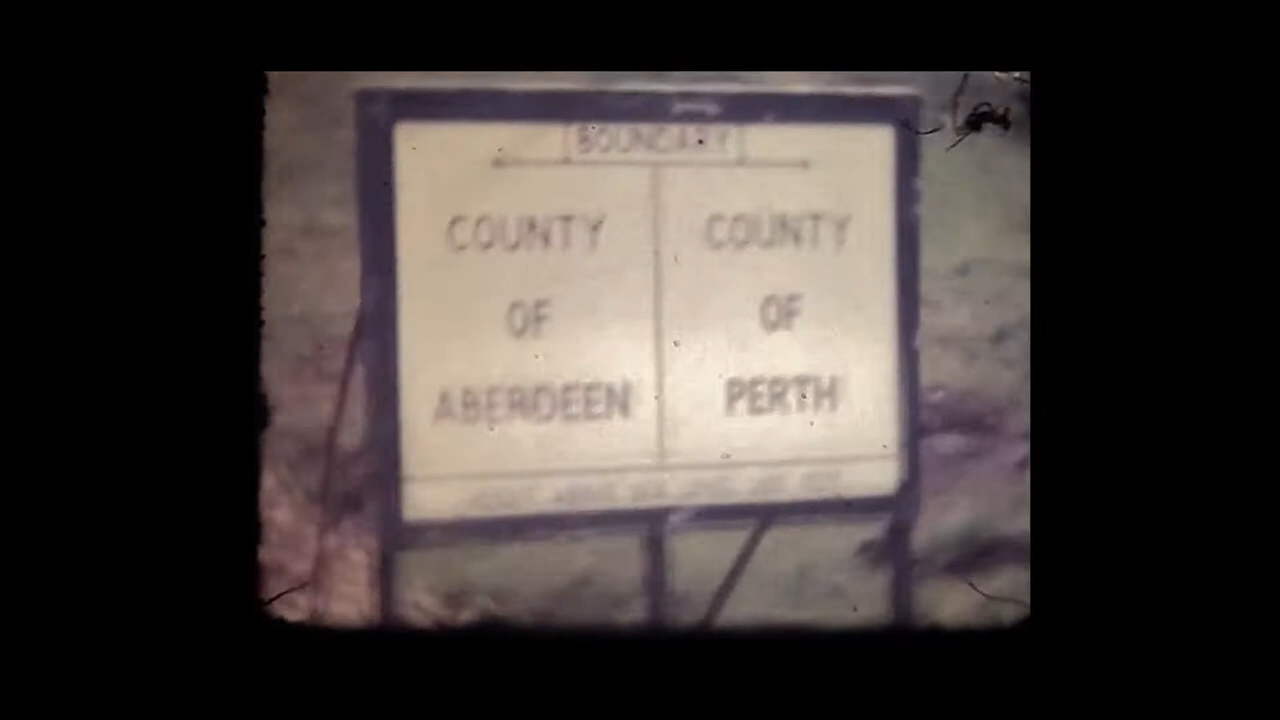 BOUNDARY
COUNTY
OF
ABERDEEN
COUNTY
OF
PERTH